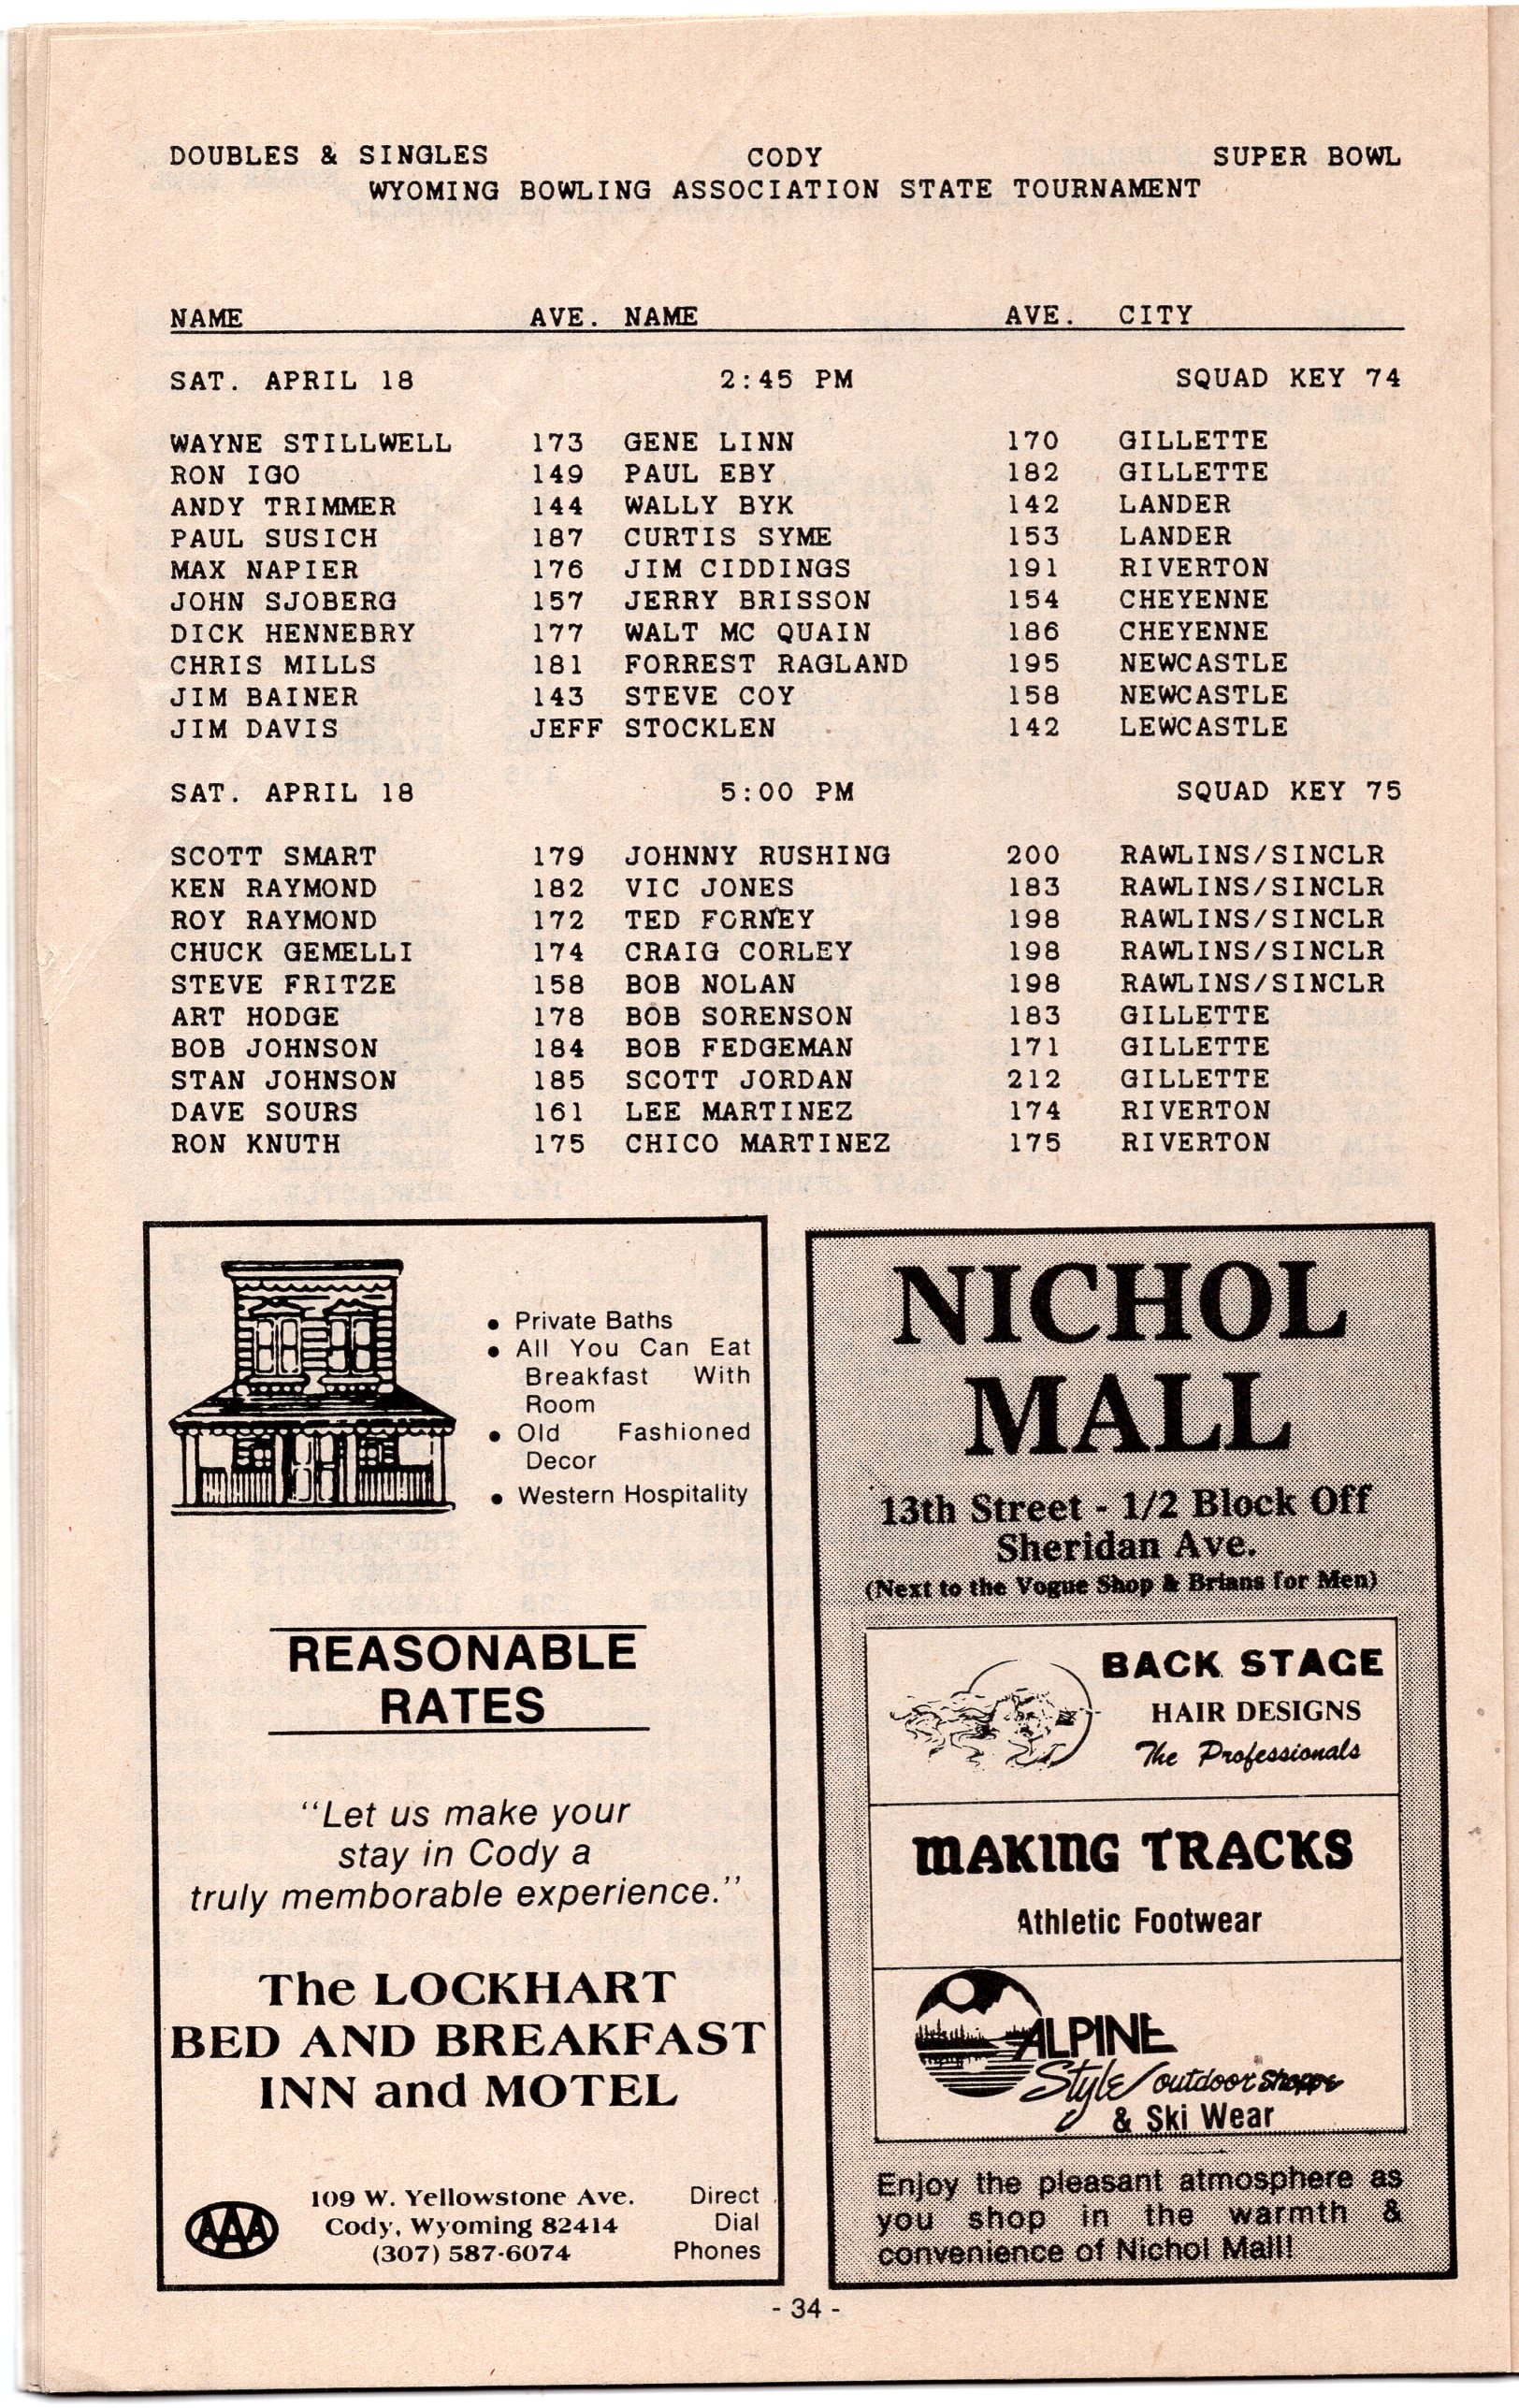 DOUBLES & SINGLES CODY SUPER BOWL
WYOMING BOWLING ASSOCIATION STATE TOURNAMENT
NAME AVE. NAME AVE. CITY
SAT. APRIL 18 2:45 PM SQUAD KEY 74
WAYNE STILLWELL 173 GENE LINN 170 GILLETTE
RON IGO 149 PAUL EBY 182 GILLETTE
ANDY TRIMMER 144 WALLY BYK 142 LANDER
PAUL SUSICH 187 CURTIS SYME 153 LANDER
MAX NAPIER 176 JIM CIDDINGS 191 RIVERTON
JOHN SJOBERG 157 JERRY BRISSON 154 CHEYENNE
DICK HENNEBRY 177 WALT MC QUAIN 186 CHEYENNE
CHRIS MILLS 181 FORREST RAGLAND 195 NEWCASTLE
JIM BAINER 143 STEVE COY 158 NEWCASTLE
JIM DAVIS JEFF STOCKLEN 142 LEWCASTLE
SAT. APRIL 18 5:00 PM SQUAD KEY 75
SCOTT SMART 179 JOHNNY RUSHING 200 RAWLINS/SINCLR
KEN RAYMOND 182 VIC JONES 183 RAWLINS/SINCLR
ROY RAYMOND 172 TED FORNEY 198 RAWLINS/SINCLR
CHUCK GEMELLI 174 CRAIG CORLEY 198 RAWLINS/SINCLR
STEVE FRITZE 158 BOB NOLAN 198 RAWLINS/SINCLR
ART HODGE 178 BOB SORENSON 183 GILLETTE
BOB JOHNSON 184 BOB FEDGEMAN 171 GILLETTE
STAN JOHNSON 185 SCOTT JORDAN 212 GILLETTE
DAVE SOURS 161 LEE MARTINEZ 174 RIVERTON
RON KNUTH 175 CHICO MARTINEZ 175 RIVERTON
• Private Baths
• All You Can Eat
Breakfast With
Room
• Old Fashioned
Decor
• Western Hospitality
REASONABLE
RATES
"Let us make your
stay in Cody a
truly memborable experience."
The LOCKHART
BED AND BREAKFAST
INN and MOTEL
AAA
109 W. Yellowstone Ave.
Cody, Wyoming 82414
(307) 587-6074
Direct
Dial
Phones
NICHOL
MALL
13th Street - 1/2 Block Off
Sheridan Ave.
(Next to the Vogue Shop & Brians for Men)
BACK STAGE
HAIR DESIGNS
The Professionals
MAKING TRACKS
Athletic Footwear
ALPINE
Style/outdoor shoppe
& Ski Wear
Enjoy the pleasant atmosphere as
you shop in the warmth &
convenience of Nichol Mall!
- 34 -